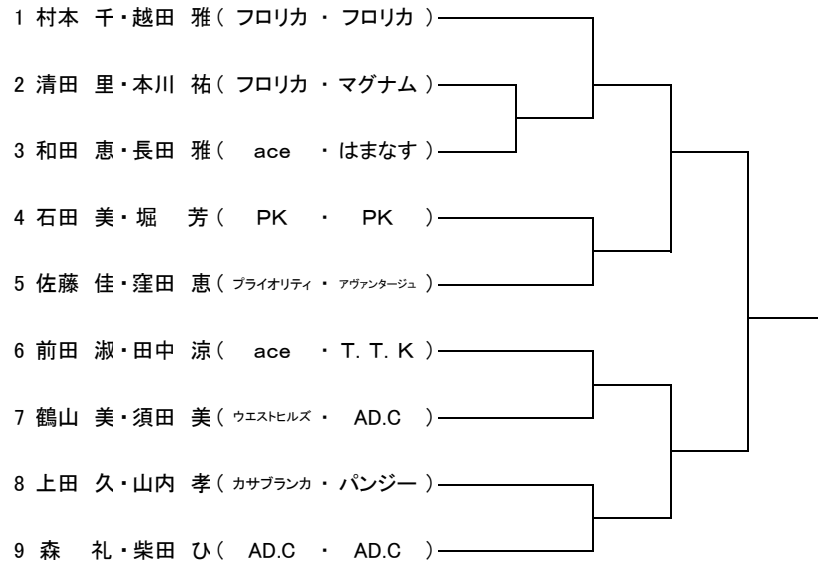 1 村本 千・越田 雅( フロリカ ・ フロリカ )
2 清田 里・本川 祐( フロリカ ・ マグナム )
3 和田 恵・長田 雅( ace ・ はまなす )
4 石田 美・堀 芳( PK ・ PK )
5 佐藤 佳・窪田 恵( プライオリティ ・ アヴァンタージュ )
6 前田 淑・田中 涼( ace ・ T. T. K )
7 鶴山 美・須田 美( ウエストヒルズ ・ AD.C )
8 上田 久・山内 孝( カサブランカ ・ パンジー )
9 森 礼・柴田 ひ( AD.C ・ AD.C )